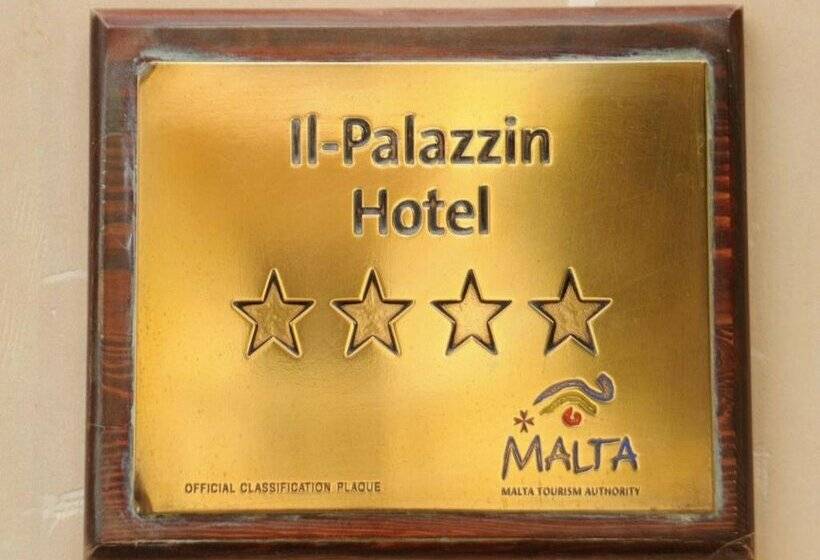 Il-Palazzin
Hotel
MALTA
MALTA TOURISM AUTHORITY
OFFICIAL CLASSIFICATION PLAQUE